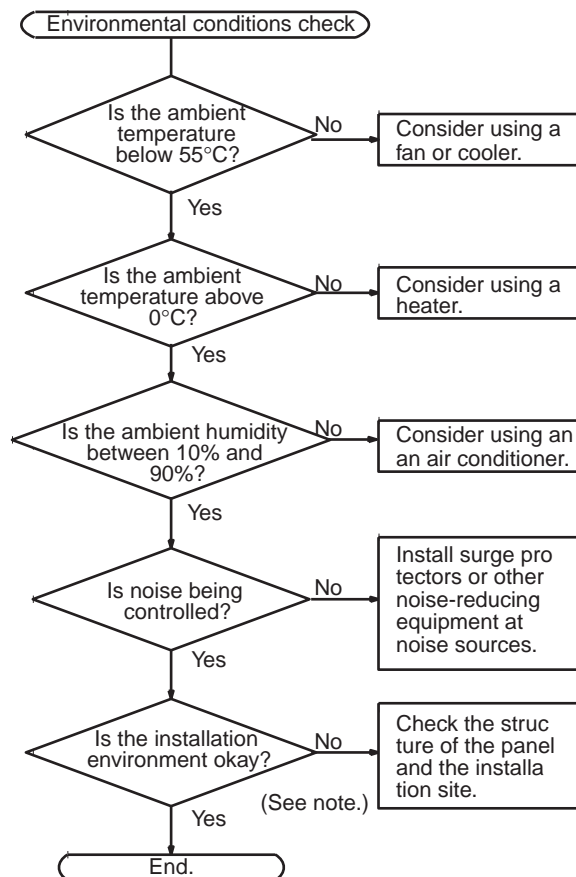 Environmental conditions check
Is the ambient
temperature
below 55°C?
No
Consider using a
fan or cooler.
Yes
Is the ambient
temperature above
0°C?
No
Consider using a
heater.
Yes
Is the ambient humidity
between 10% and
90%?
No
Consider using an
an air conditioner.
Yes
Is noise being
controlled?
No
Install surge pro
tectors or other
noise-reducing
equipment at
noise sources.
Yes
Is the installation
environment okay?
No
(See note.)
Check the struc
ture of the panel
and the installa
tion site.
Yes
End.